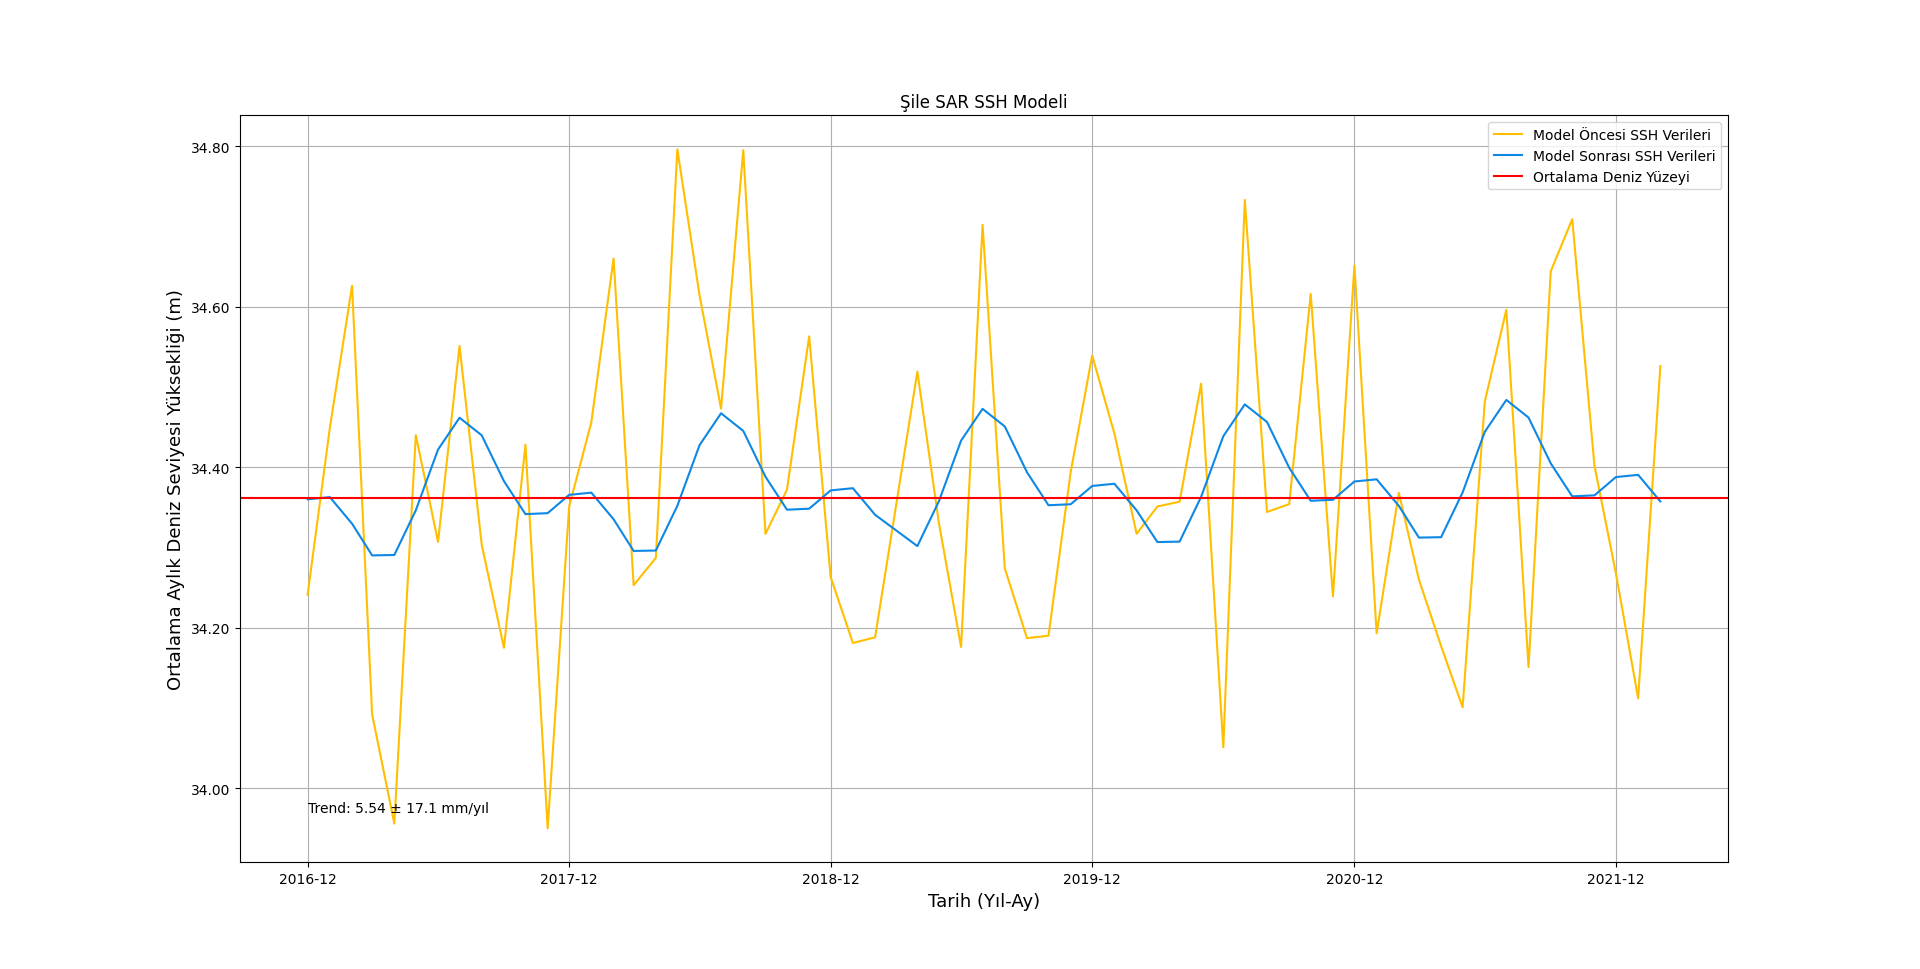 Şile SAR SSH Modeli
Model Öncesi SSH Verileri
Model Sonrası SSH Verileri
Ortalama Deniz Yüzeyi
Ortalama Aylık Deniz Seviyesi Yüksekliği (m)
34.80
34.60
34.40
34.20
34.00
Trend: 5.54 ± 17.1 mm/yıl
2016-12 2017-12 2018-12 2019-12 2020-12 2021-12
Tarih (Yıl-Ay)